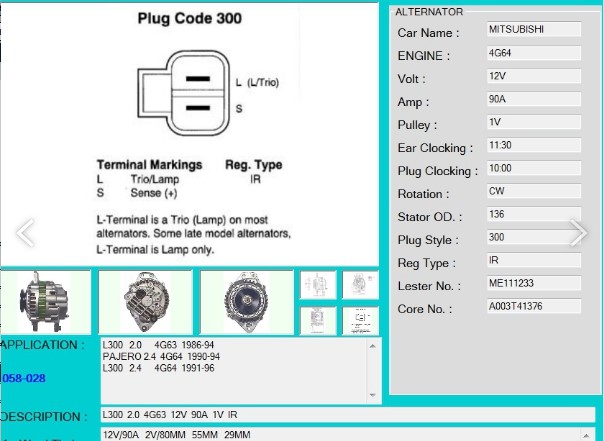 Plug Code 300
L (L/Trio)
S
Terminal Markings Reg. Type
L Trio/Lamp IR
S Sense (+)
L-Terminal is a Trio (Lamp) on most
alternators. Some late model alternators,
L-Terminal is Lamp only.
ALTERNATOR
Car Name : MITSUBISHI
ENGINE : 4G64
Volt : 12V
Amp : 90A
Pulley : 1V
Ear Clocking : 11:30
Plug Clocking : 10:00
Rotation : CW
Stator OD. : 136
Plug Style : 300
Reg Type : IR
Lester No. : ME111233
Core No. : A003T41376
APPLICATION :
058-028
L300 2.0 4G63 1986-94
PAJERO 2.4 4G64 1990-94
L300 2.4 4G64 1991-96
DESCRIPTION : L300 2.0 4G63 12V 90A 1V IR
12V/90A 2V/80MM 55MM 29MM